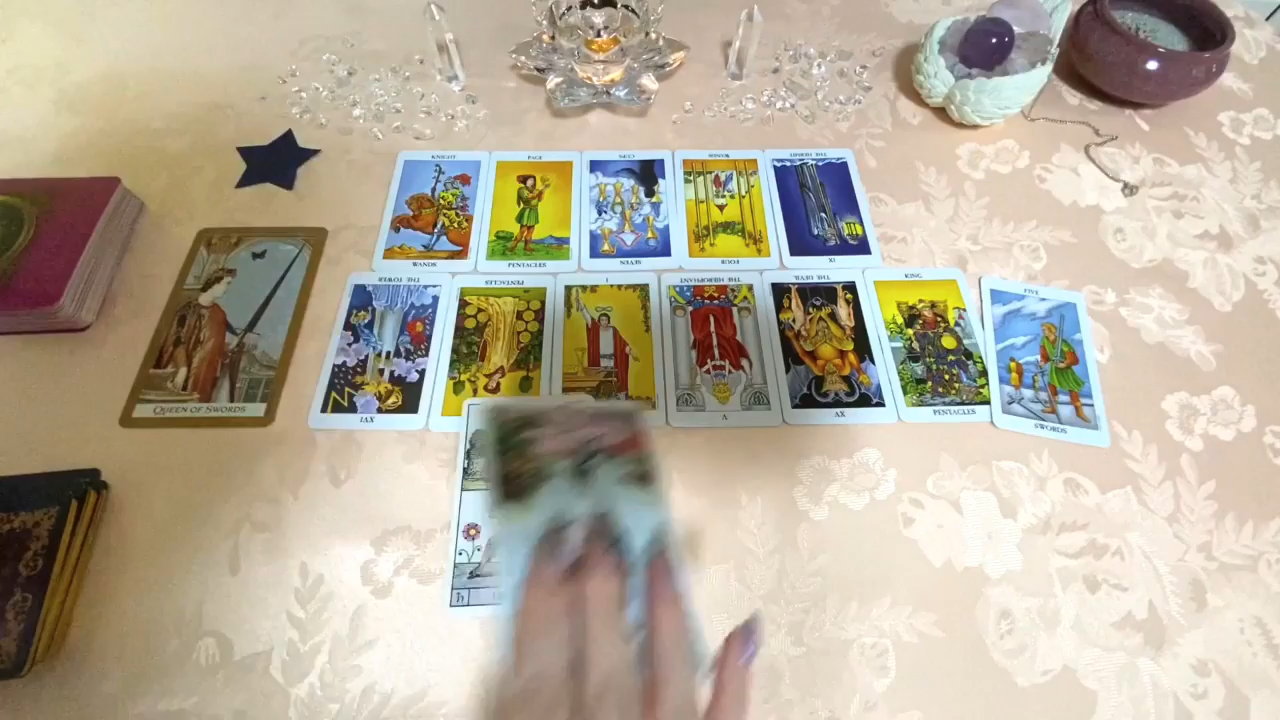 KNIGHT
WANDS
PAGE
PENTACLES
CUPS
SEVEN
WANDS
FOUR
THE HERMIT
IX
QUEEN OF SWORDS
THE TOWER
XVI
PENTACLES
I
THE HIEROPHANT
V
THE DEVIL
XV
KING
PENTACLES
FIVE
SWORDS